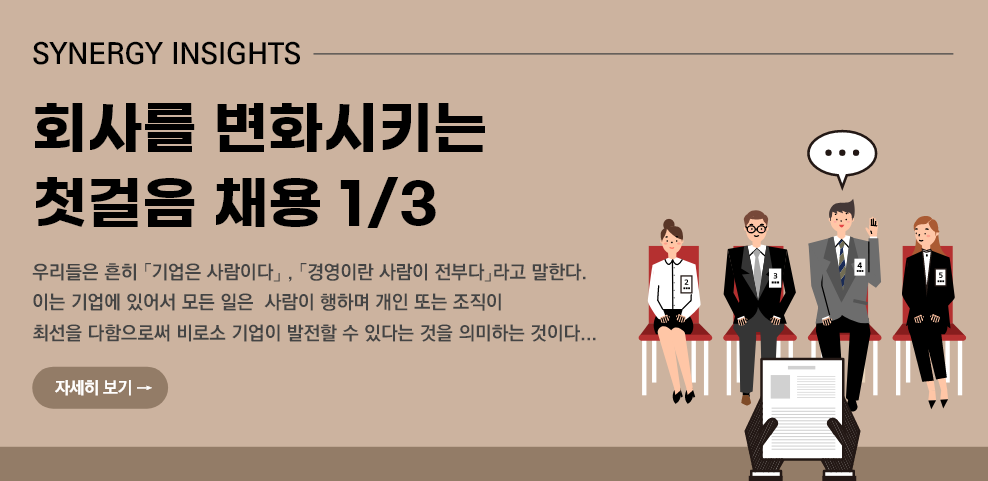 SYNERGY INSIGHTS
회사를 변화시키는
첫걸음 채용 1/3
우리들은 흔히 「기업은 사람이다」, 「경영이란 사람이 전부다」라고 말한다.
이는 기업에 있어서 모든 일은 사람이 행하며 개인 또는 조직이
최선을 다함으로써 비로소 기업이 발전할 수 있다는 것을 의미하는 것이다...
자세히 보기 →
2
3
4
5